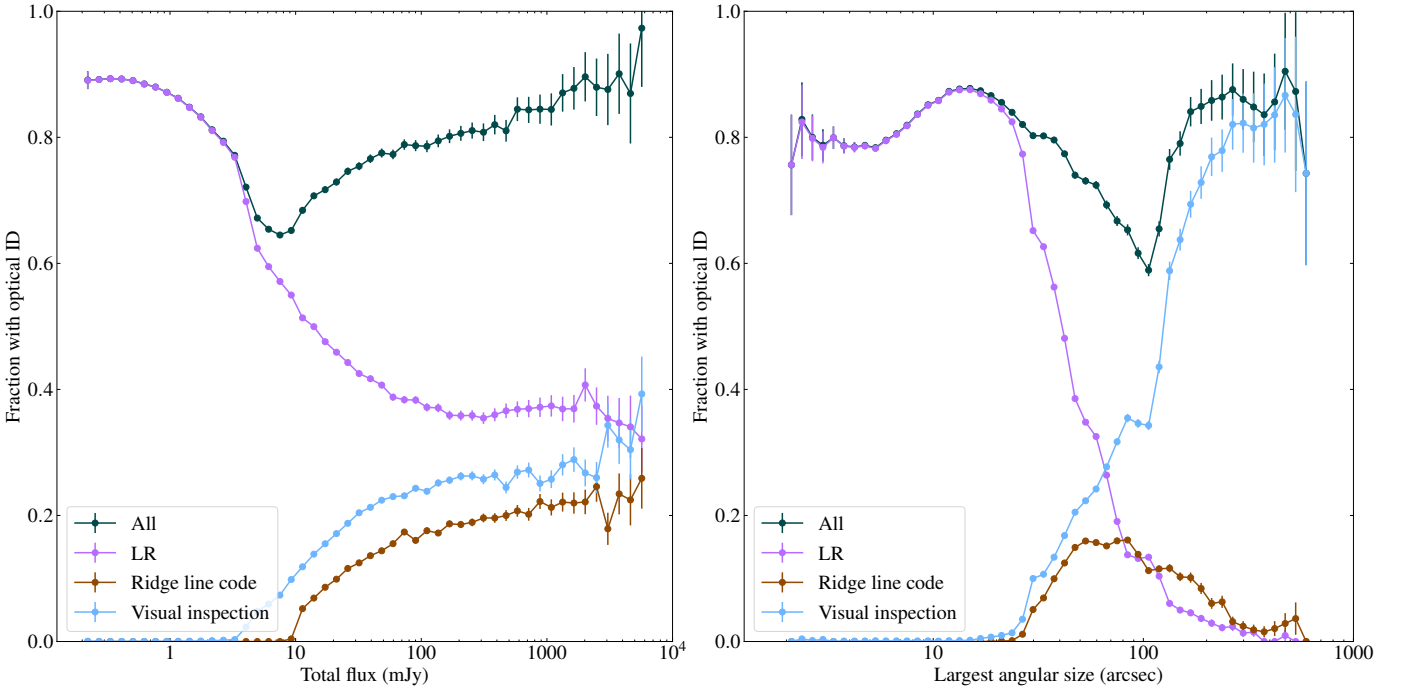 1.0
0.8
0.6
0.4
0.2
0.0
Fraction with optical ID
All
LR
Ridge line code
Visual inspection
1
10
100
1000
10⁴
Total flux (mJy)
1.0
0.8
0.6
0.4
0.2
0.0
Fraction with optical ID
All
LR
Ridge line code
Visual inspection
10
100
1000
Largest angular size (arcsec)